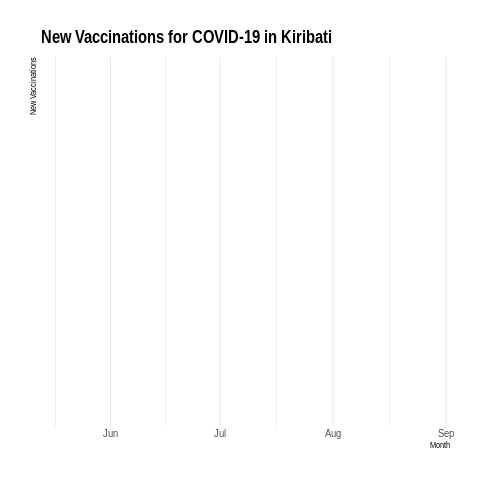 New Vaccinations for COVID-19 in Kiribati
New Vaccinations
Jun Jul Aug Sep
Month